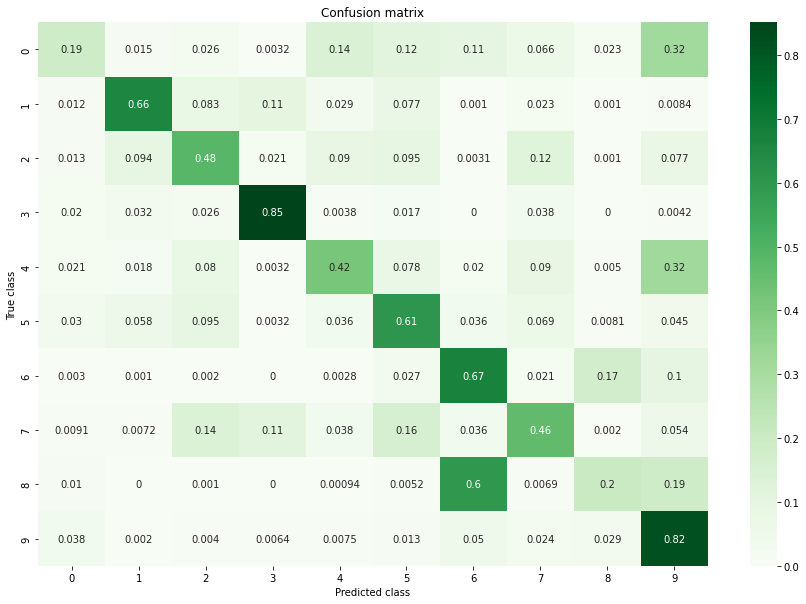 Confusion matrix
0 0.19 0.015 0.026 0.0032 0.14 0.12 0.11 0.066 0.023 0.32
1 0.012 0.66 0.083 0.11 0.029 0.077 0.001 0.023 0.001 0.0084
2 0.013 0.094 0.48 0.021 0.09 0.095 0.0031 0.12 0.001 0.077
3 0.02 0.032 0.026 0.85 0.0038 0.017 0 0.038 0 0.0042
4 0.021 0.018 0.08 0.0032 0.42 0.078 0.02 0.09 0.005 0.32
5 0.03 0.058 0.095 0.0032 0.036 0.61 0.036 0.069 0.0081 0.045
6 0.003 0.001 0.002 0 0.0028 0.027 0.67 0.021 0.17 0.1
7 0.0091 0.0072 0.14 0.11 0.038 0.16 0.036 0.46 0.002 0.054
8 0.01 0 0.001 0 0.00094 0.0052 0.6 0.0069 0.2 0.19
9 0.038 0.002 0.004 0.0064 0.0075 0.013 0.05 0.024 0.029 0.82
0 1 2 3 4 5 6 7 8 9
Predicted class
True class
0.8
0.7
0.6
0.5
0.4
0.3
0.2
0.1
0.0